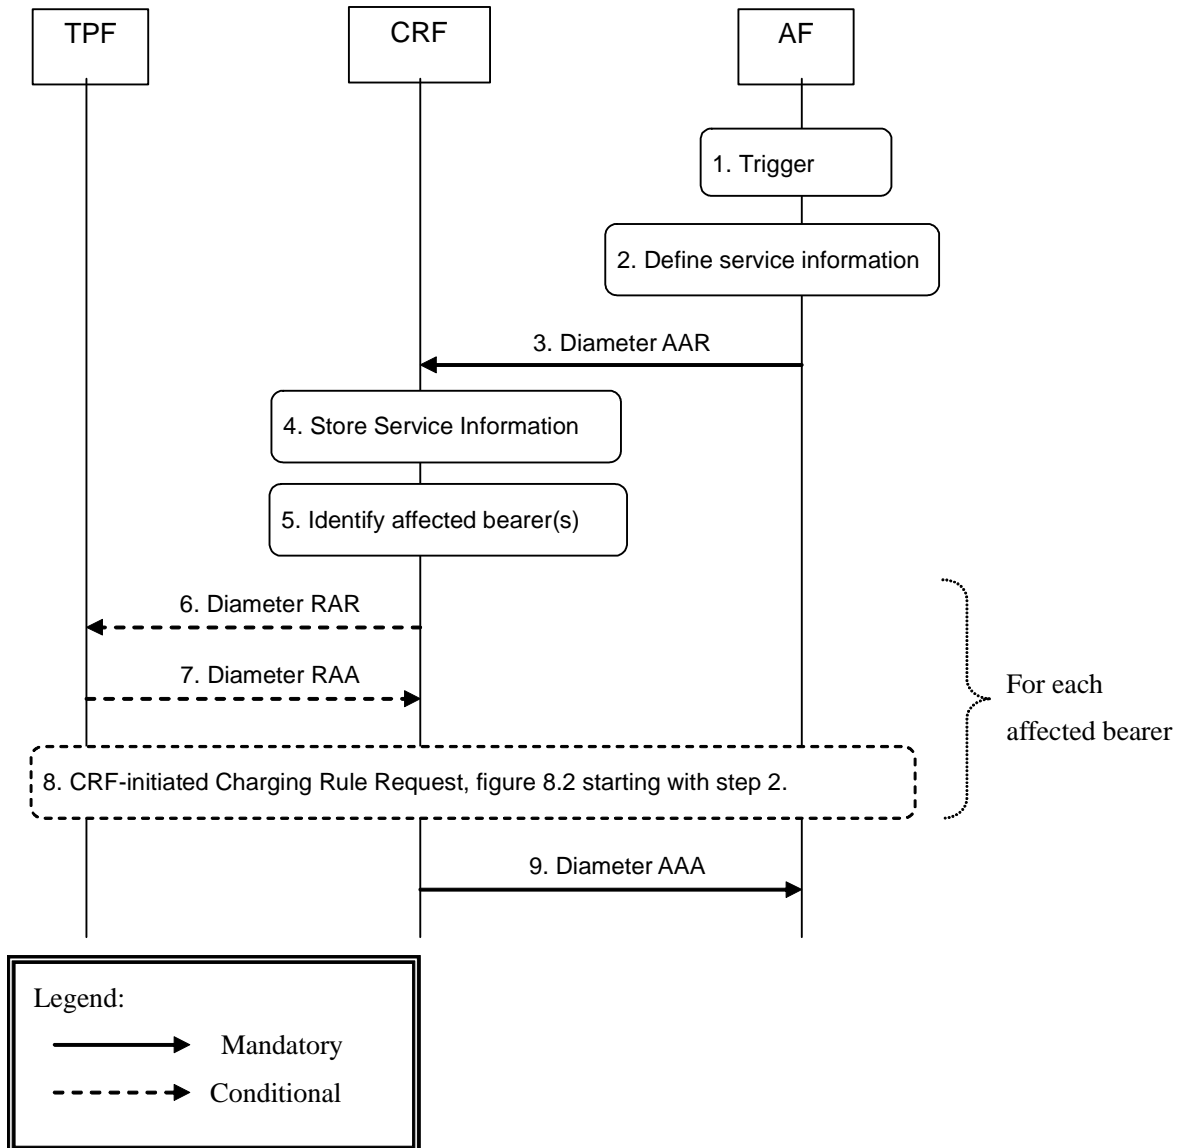 TPF
CRF
AF
1. Trigger
2. Define service information
3. Diameter AAR
4. Store Service Information
5. Identify affected bearer(s)
6. Diameter RAR
7. Diameter RAA
For each
affected bearer
8. CRF-initiated Charging Rule Request, figure 8.2 starting with step 2.
9. Diameter AAA
Legend:
Mandatory
Conditional